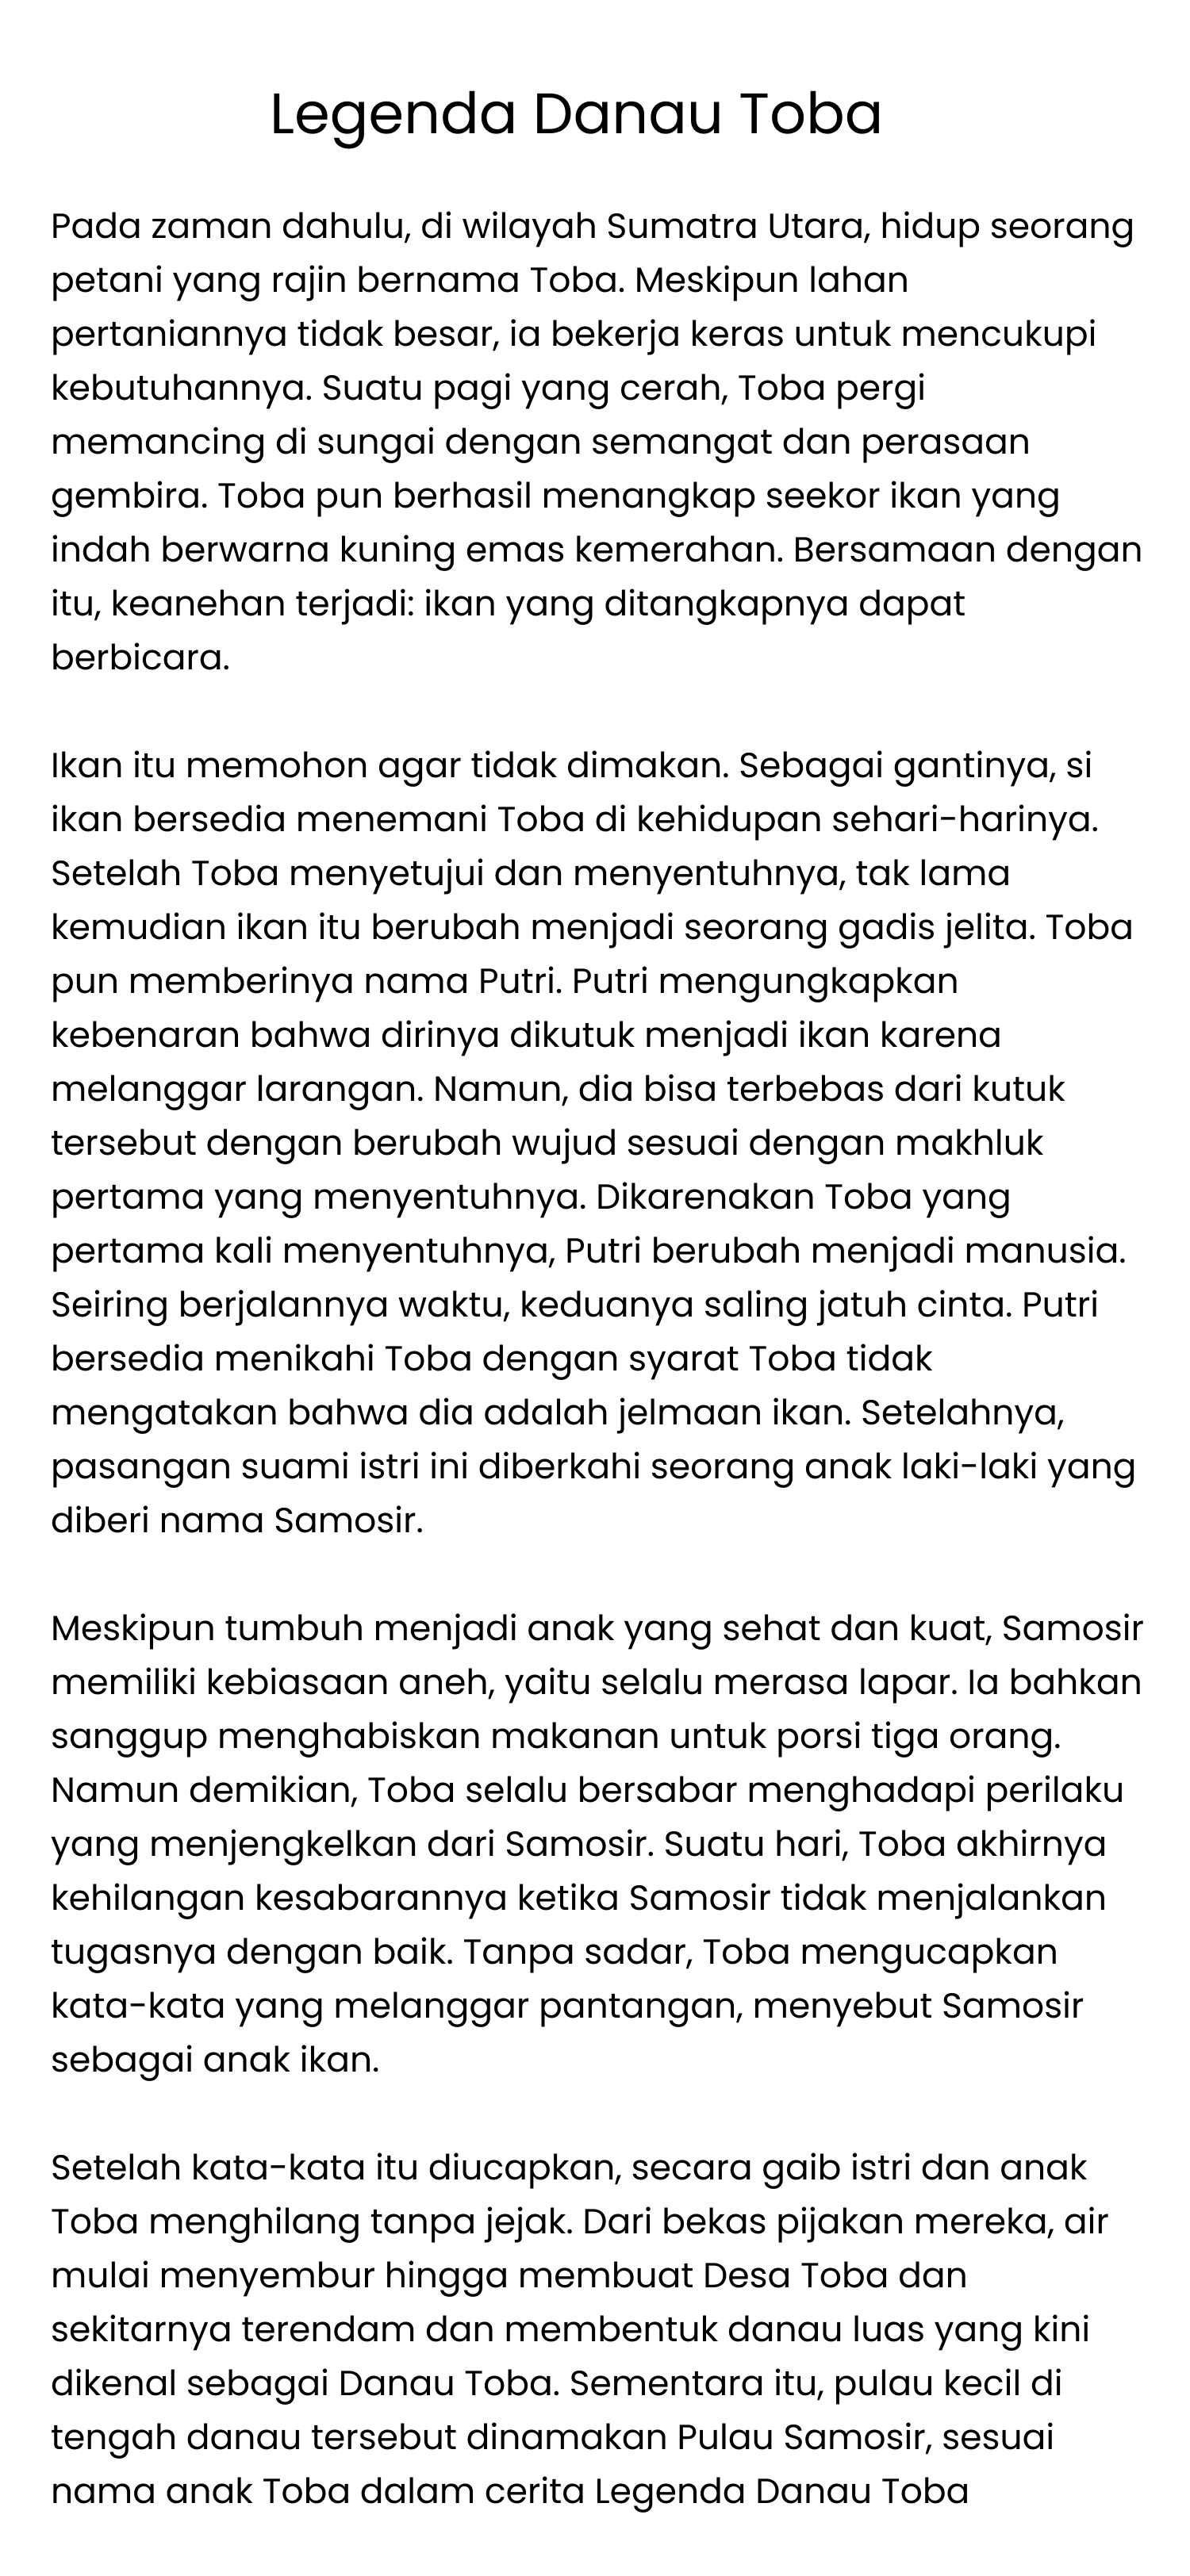 Legenda Danau Toba
Pada zaman dahulu, di wilayah Sumatra Utara, hidup seorang
petani yang rajin bernama Toba. Meskipun lahan
pertaniannya tidak besar, ia bekerja keras untuk mencukupi
kebutuhannya. Suatu pagi yang cerah, Toba pergi
memancing di sungai dengan semangat dan perasaan
gembira. Toba pun berhasil menangkap seekor ikan yang
indah berwarna kuning emas kemerahan. Bersamaan dengan
itu, keanehan terjadi: ikan yang ditangkapnya dapat
berbicara.
Ikan itu memohon agar tidak dimakan. Sebagai gantinya, si
ikan bersedia menemani Toba di kehidupan sehari-harinya.
Setelah Toba menyetujui dan menyentuhnya, tak lama
kemudian ikan itu berubah menjadi seorang gadis jelita. Toba
pun memberinya nama Putri. Putri mengungkapkan
kebenaran bahwa dirinya dikutuk menjadi ikan karena
melanggar larangan. Namun, dia bisa terbebas dari kutuk
tersebut dengan berubah wujud sesuai dengan makhluk
pertama yang menyentuhnya. Dikarenakan Toba yang
pertama kali menyentuhnya, Putri berubah menjadi manusia.
Seiring berjalannya waktu, keduanya saling jatuh cinta. Putri
bersedia menikahi Toba dengan syarat Toba tidak
mengatakan bahwa dia adalah jelmaan ikan. Setelahnya,
pasangan suami istri ini diberkahi seorang anak laki-laki yang
diberi nama Samosir.
Meskipun tumbuh menjadi anak yang sehat dan kuat, Samosir
memiliki kebiasaan aneh, yaitu selalu merasa lapar. Ia bahkan
sanggup menghabiskan makanan untuk porsi tiga orang.
Namun demikian, Toba selalu bersabar menghadapi perilaku
yang menjengkelkan dari Samosir. Suatu hari, Toba akhirnya
kehilangan kesabarannya ketika Samosir tidak menjalankan
tugasnya dengan baik. Tanpa sadar, Toba mengucapkan
kata-kata yang melanggar pantangan, menyebut Samosir
sebagai anak ikan.
Setelah kata-kata itu diucapkan, secara gaib istri dan anak
Toba menghilang tanpa jejak. Dari bekas pijakan mereka, air
mulai menyembur hingga membuat Desa Toba dan
sekitarnya terendam dan membentuk danau luas yang kini
dikenal sebagai Danau Toba. Sementara itu, pulau kecil di
tengah danau tersebut dinamakan Pulau Samosir, sesuai
nama anak Toba dalam cerita Legenda Danau Toba